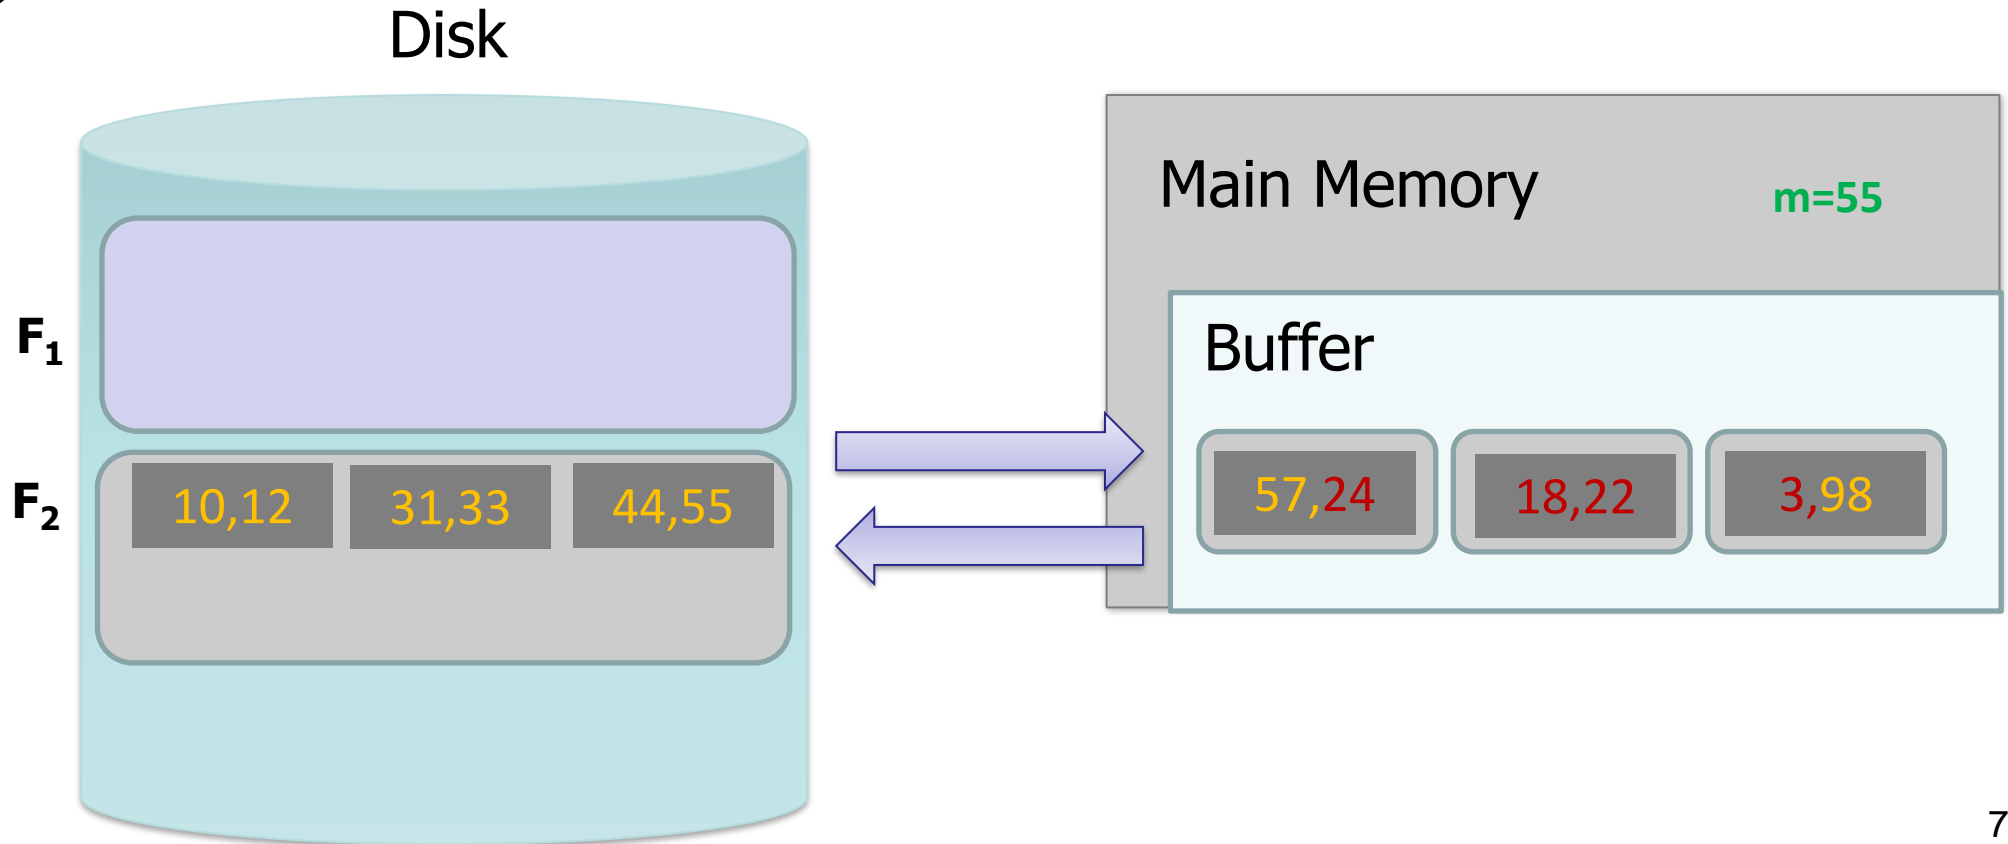 Disk
Main Memory
m=55
F1
Buffer
F2
10,12
31,33
44,55
57,24
18,22
3,98
7